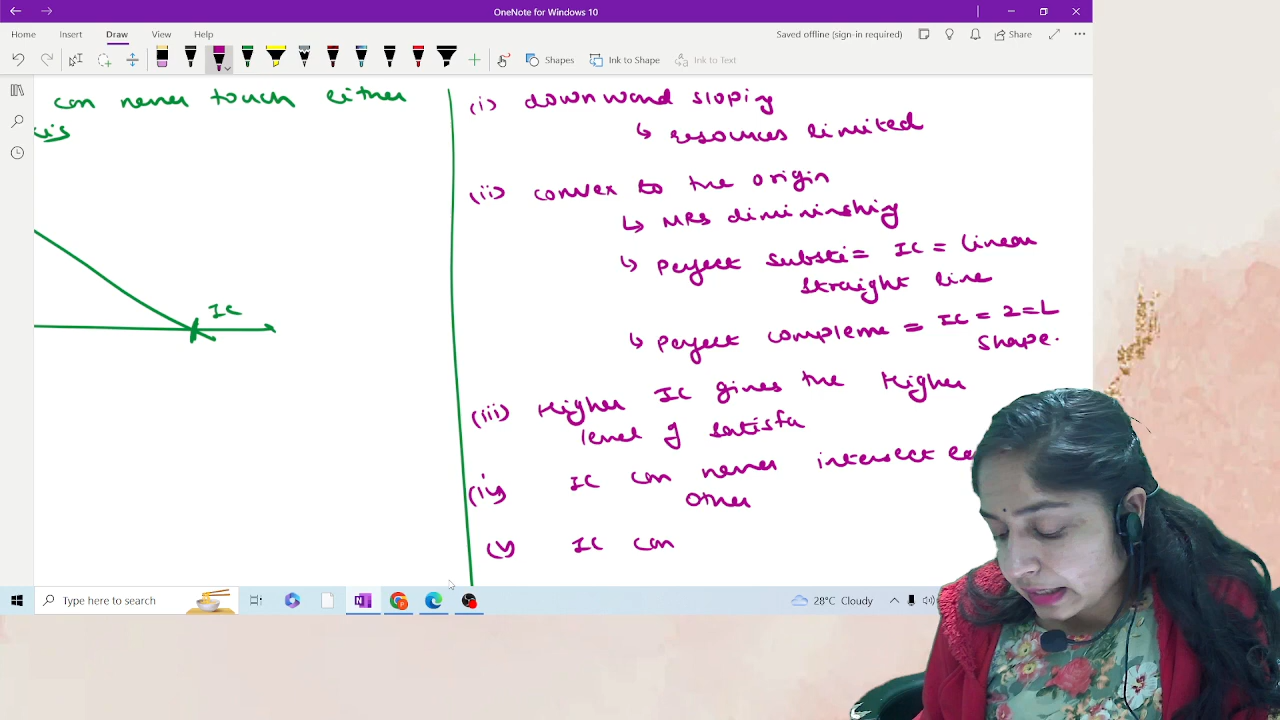 OneNote for Windows 10
Home Insert Draw View Help
Saved offline (sign-in required) Share
Shapes Ink to Shape Ink to Text
can never touch either
IC
(i) downward sloping
↳ resources limited
(ii) convex to the origin
↳ MRS diminishing
↳ Perfect substi = IC = linear
straight line
↳ Perfect compleme = IC = 2 = L
shape.
(iii) Higher IC gives the Higher
level of satisfa
(iv) IC can never intersect
other
(v) IC can
Type here to search
28°C Cloudy